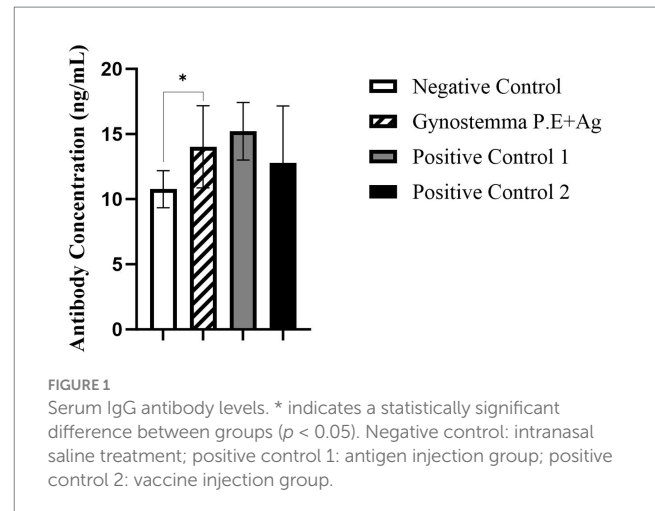 Antibody Concentration (ng/mL)
20
15
10
5
0
*
Negative Control
Gynostemma P.E+Ag
Positive Control 1
Positive Control 2
FIGURE 1
Serum IgG antibody levels. * indicates a statistically significant
difference between groups (p < 0.05). Negative control: intranasal
saline treatment; positive control 1: antigen injection group; positive
control 2: vaccine injection group.